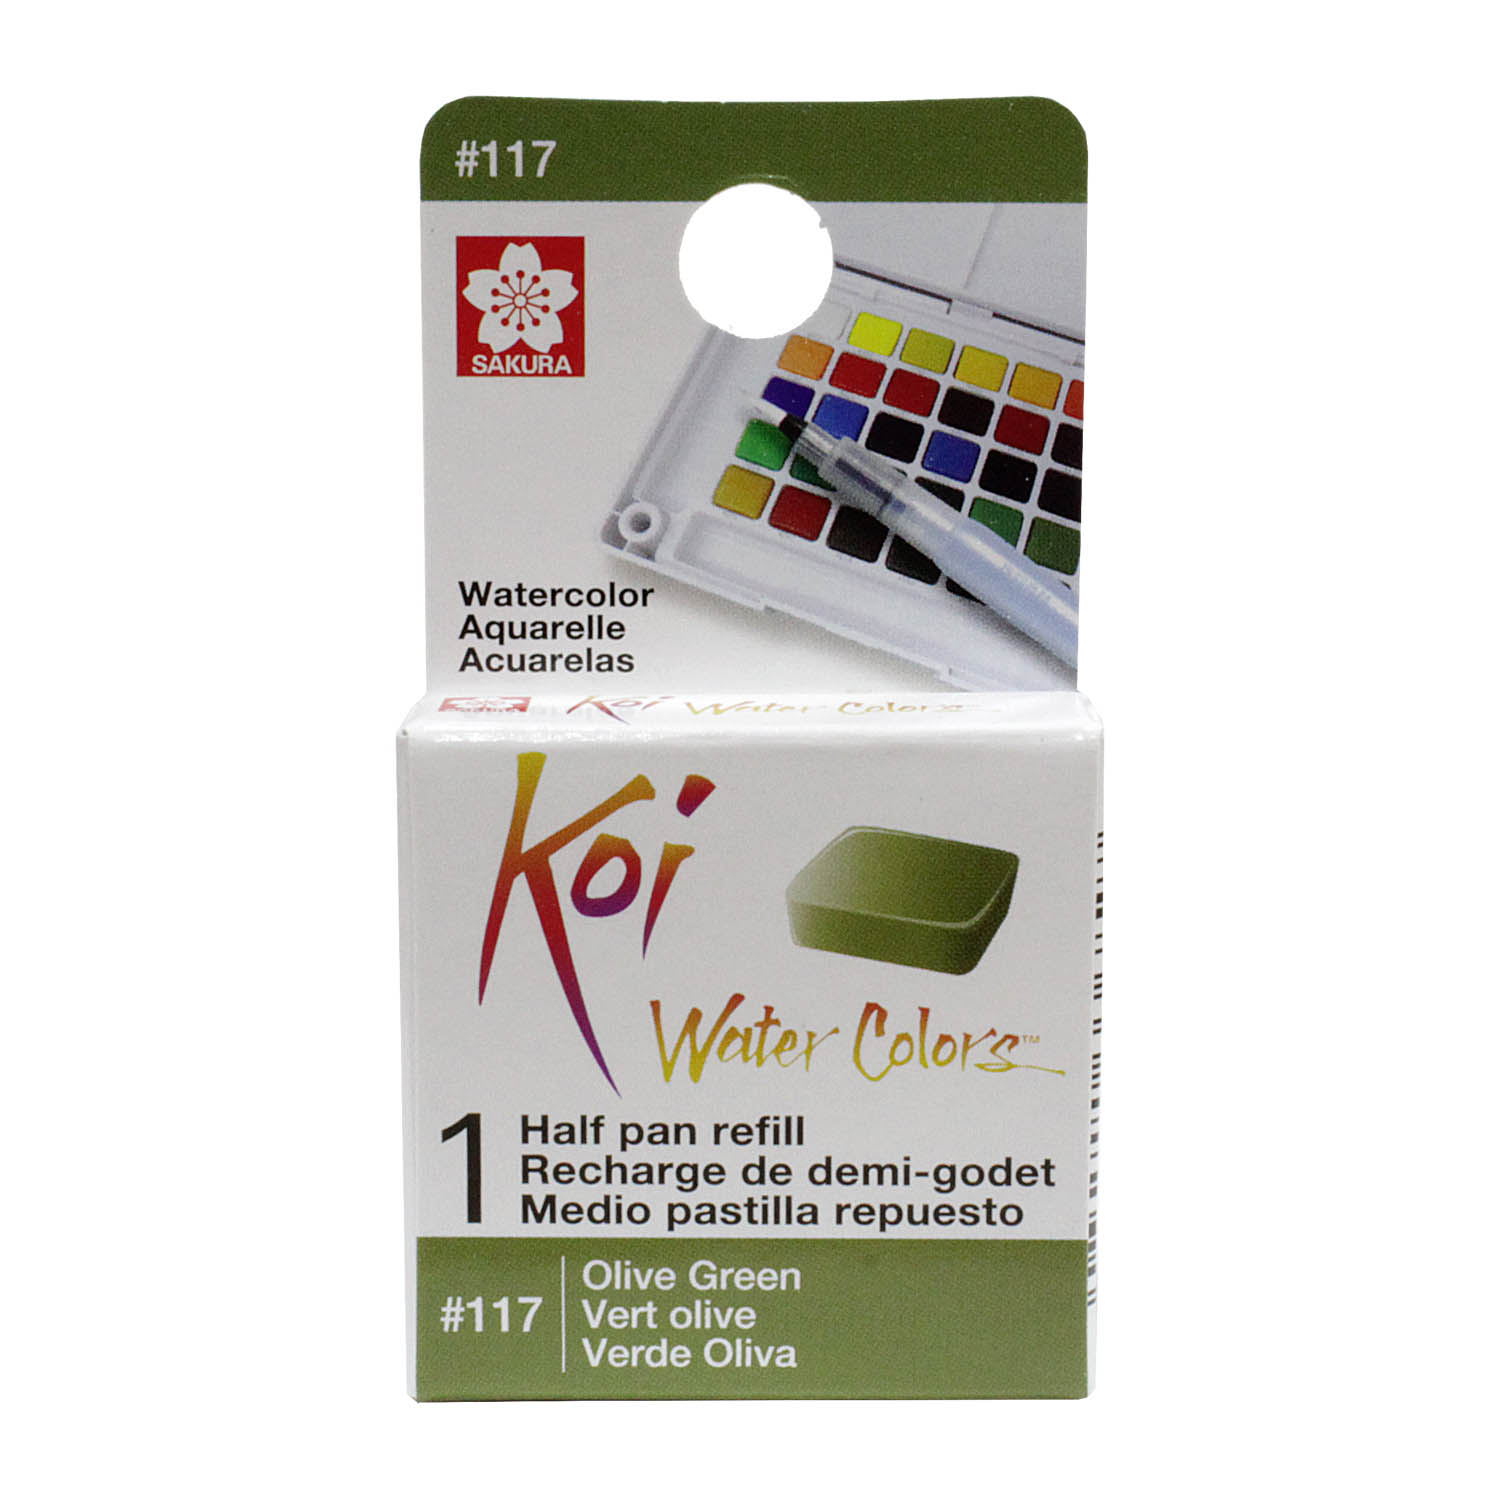 #117
SAKURA
Watercolor
Aquarelle
Acuarelas
Koi Water Colors
Koi
Water Colors™
1
Half pan refill
Recharge de demi-godet
Medio pastilla repuesto
#117
Olive Green
Vert olive
Verde Oliva